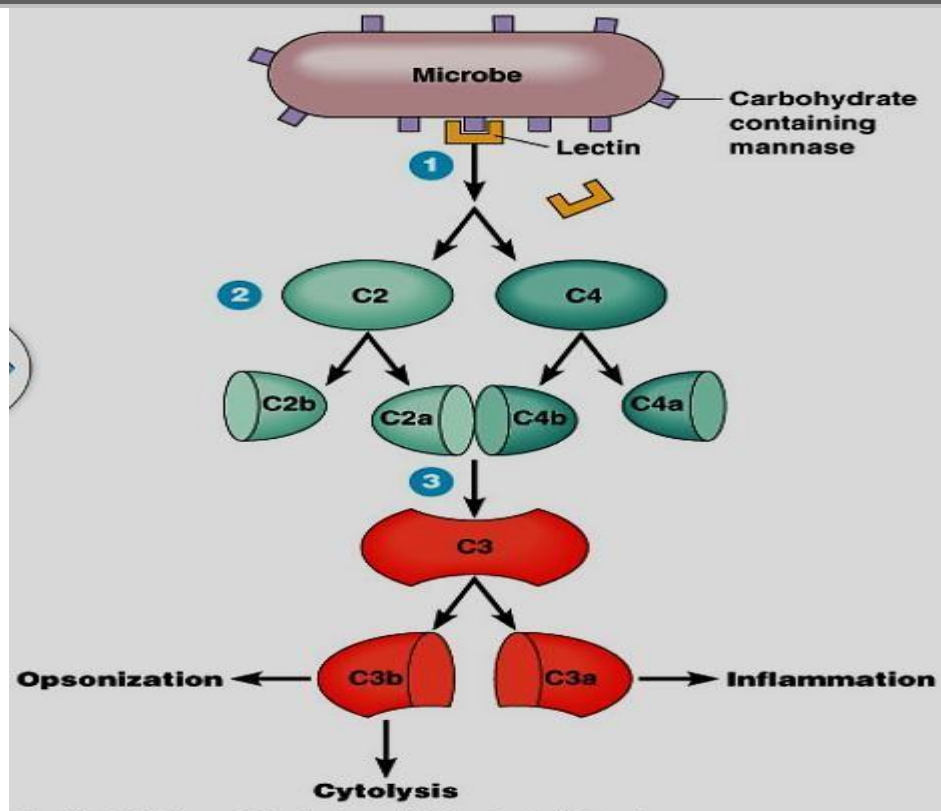 Microbe
Carbohydrate
containing
mannase
Lectin
1
2
C2
C4
C2b
C2a
C4b
C4a
3
C3
C3b
C3a
Opsonization
Inflammation
Cytolysis